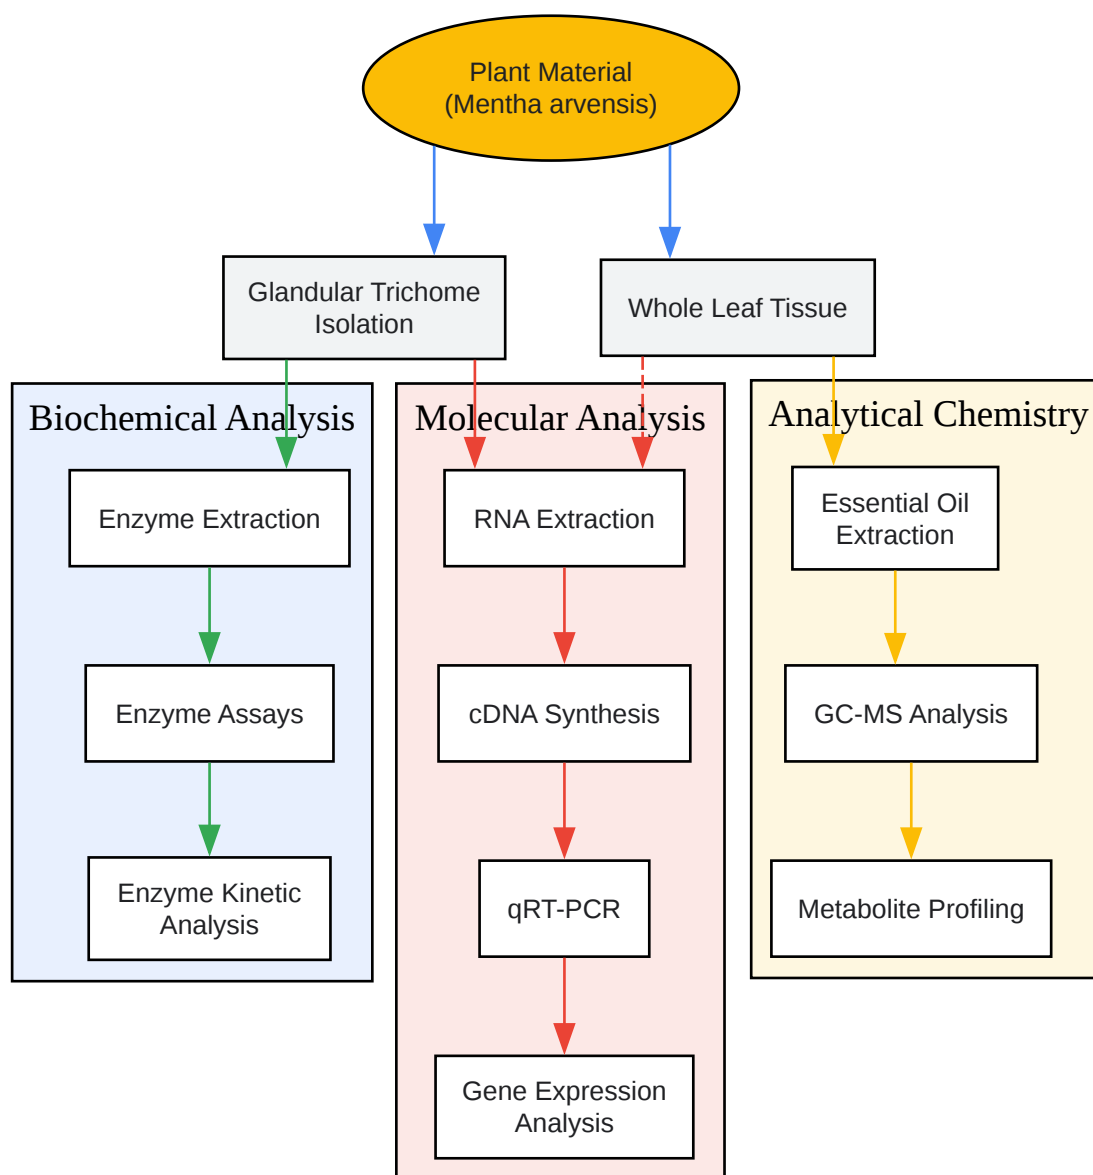 Plant Material
(Mentha arvensis)
Glandular Trichome
Isolation
Whole Leaf Tissue
Biochemical Analysis
Molecular Analysis
Analytical Chemistry
Enzyme Extraction
RNA Extraction
Essential Oil
Extraction
Enzyme Assays
cDNA Synthesis
GC-MS Analysis
Enzyme Kinetic
Analysis
qRT-PCR
Metabolite Profiling
Gene Expression
Analysis